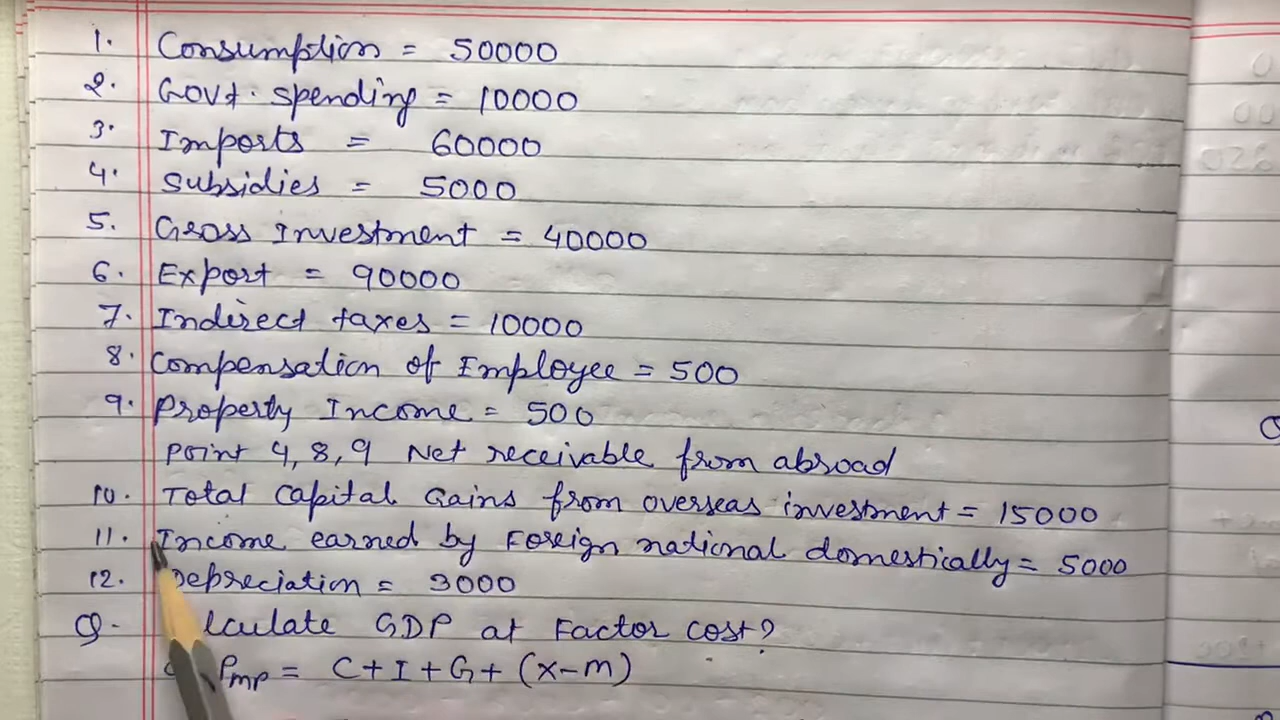 1. Consumption = 50000
2. Govt. spending = 10000
3. Imports = 60000
4. Subsidies = 5000
5. Gross Investment = 40000
6. Export = 90000
7. Indirect taxes = 10000
8. Compensation of Employee = 500
9. Property Income = 500
Point 4, 8, 9 Net receivable from abroad
10. Total Capital Gains from overseas investment = 15000
11. Income earned by Foreign national domestically = 5000
12. Depreciation = 3000
Q. lculate GDP at Factor cost?
Pmp = C+I+G+(X-M)